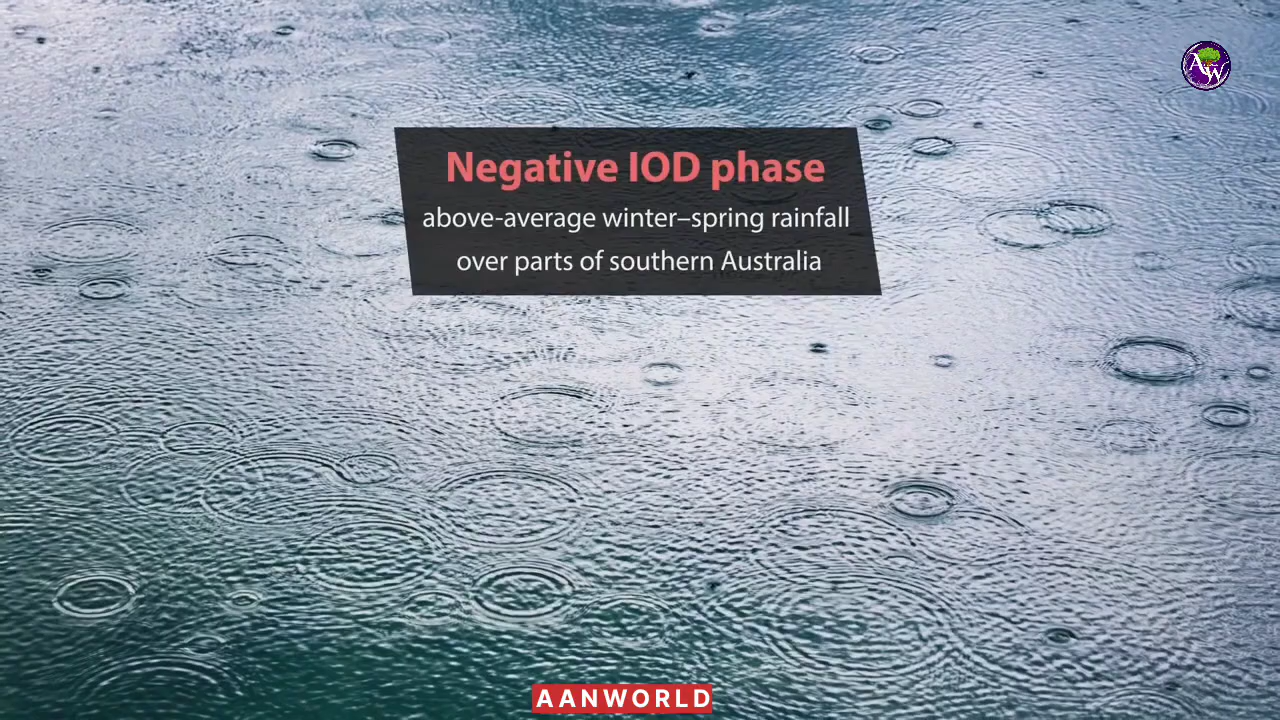 AW
Negative IOD phase
above-average winter–spring rainfall
over parts of southern Australia
AANWORLD